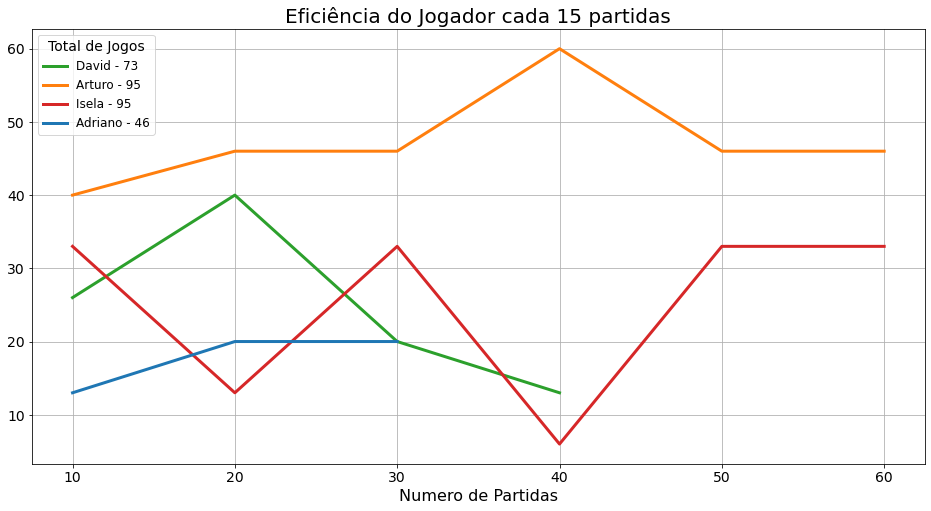 Eficiência do Jogador cada 15 partidas
Total de Jogos
David - 73
Arturo - 95
Isela - 95
Adriano - 46
60
50
40
30
20
10
10 20 30 40 50 60
Numero de Partidas